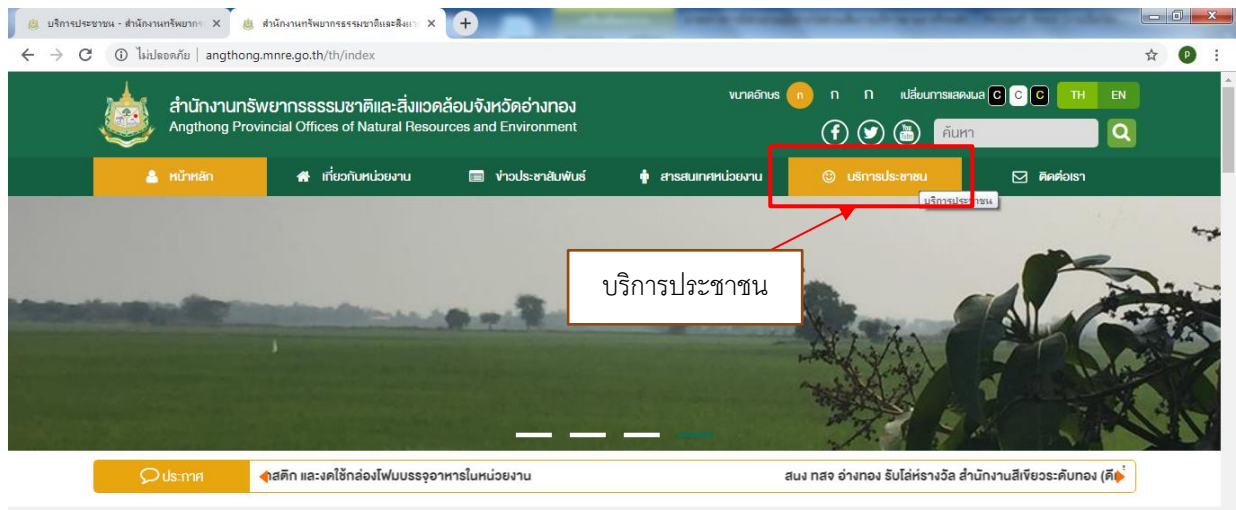 บริการประชาชน - สำนักงานทรัพยากร
สำนักงานทรัพยากรธรรมชาติและสิ่งแว
ไม่ปลอดภัย | angthong.mnre.go.th/th/index
P
สำนักงานทรัพยากรธรรมชาติและสิ่งแวดล้อมจังหวัดอ่างทอง
Angthong Provincial Offices of Natural Resources and Environment
ขนาดอักษร ก ก ก เปลี่ยนการแสดงผล C C C TH EN
ค้นหา
หน้าหลัก เกี่ยวกับหน่วยงาน ข่าวประชาสัมพันธ์ สารสนเทศหน่วยงาน บริการประชาชน ติดต่อเรา
บริการประชาชน
บริการประชาชน
ประกาศ าสติก และงดใช้กล่องโฟมบรรจุอาหารในหน่วยงาน สนง ทสจ อ่างทอง รับโล่ห์รางวัล สำนักงานสีเขียวระดับทอง (ดี